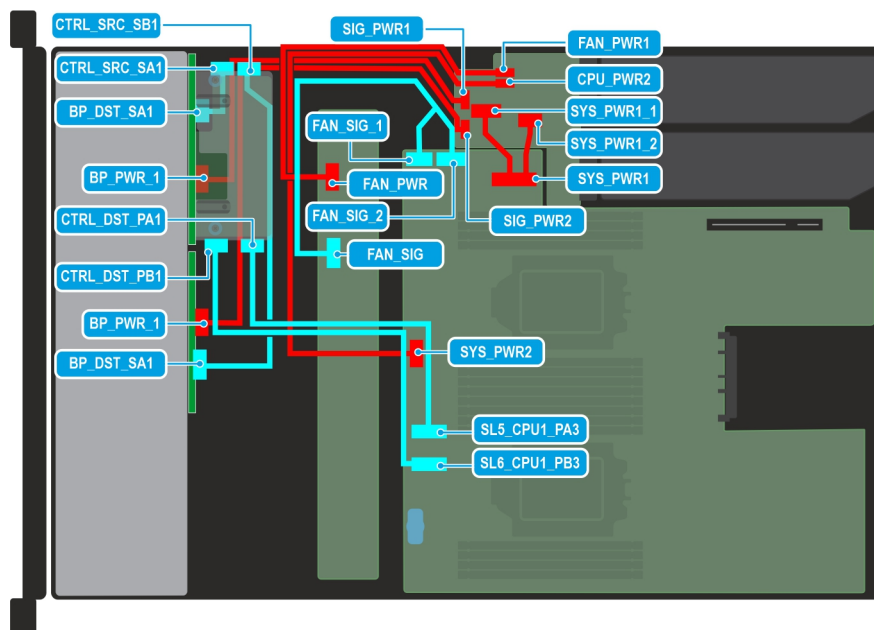 CTRL_SRC_SB1
SIG_PWR1
FAN_PWR1
CTRL_SRC_SA1
CPU_PWR2
BP_DST_SA1
SYS_PWR1_1
FAN_SIG_1
SYS_PWR1_2
BP_PWR_1
FAN_PWR
SYS_PWR1
CTRL_DST_PA1
FAN_SIG_2
SIG_PWR2
FAN_SIG
CTRL_DST_PB1
BP_PWR_1
SYS_PWR2
BP_DST_SA1
SL5_CPU1_PA3
SL6_CPU1_PB3